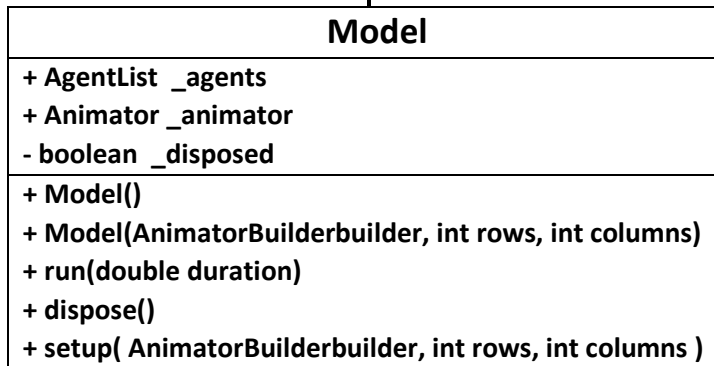 Model
+ AgentList _agents
+ Animator _animator
- boolean _disposed
+ Model()
+ Model(AnimatorBuilderbuilder, int rows, int columns)
+ run(double duration)
+ dispose()
+ setup( AnimatorBuilderbuilder, int rows, int columns )